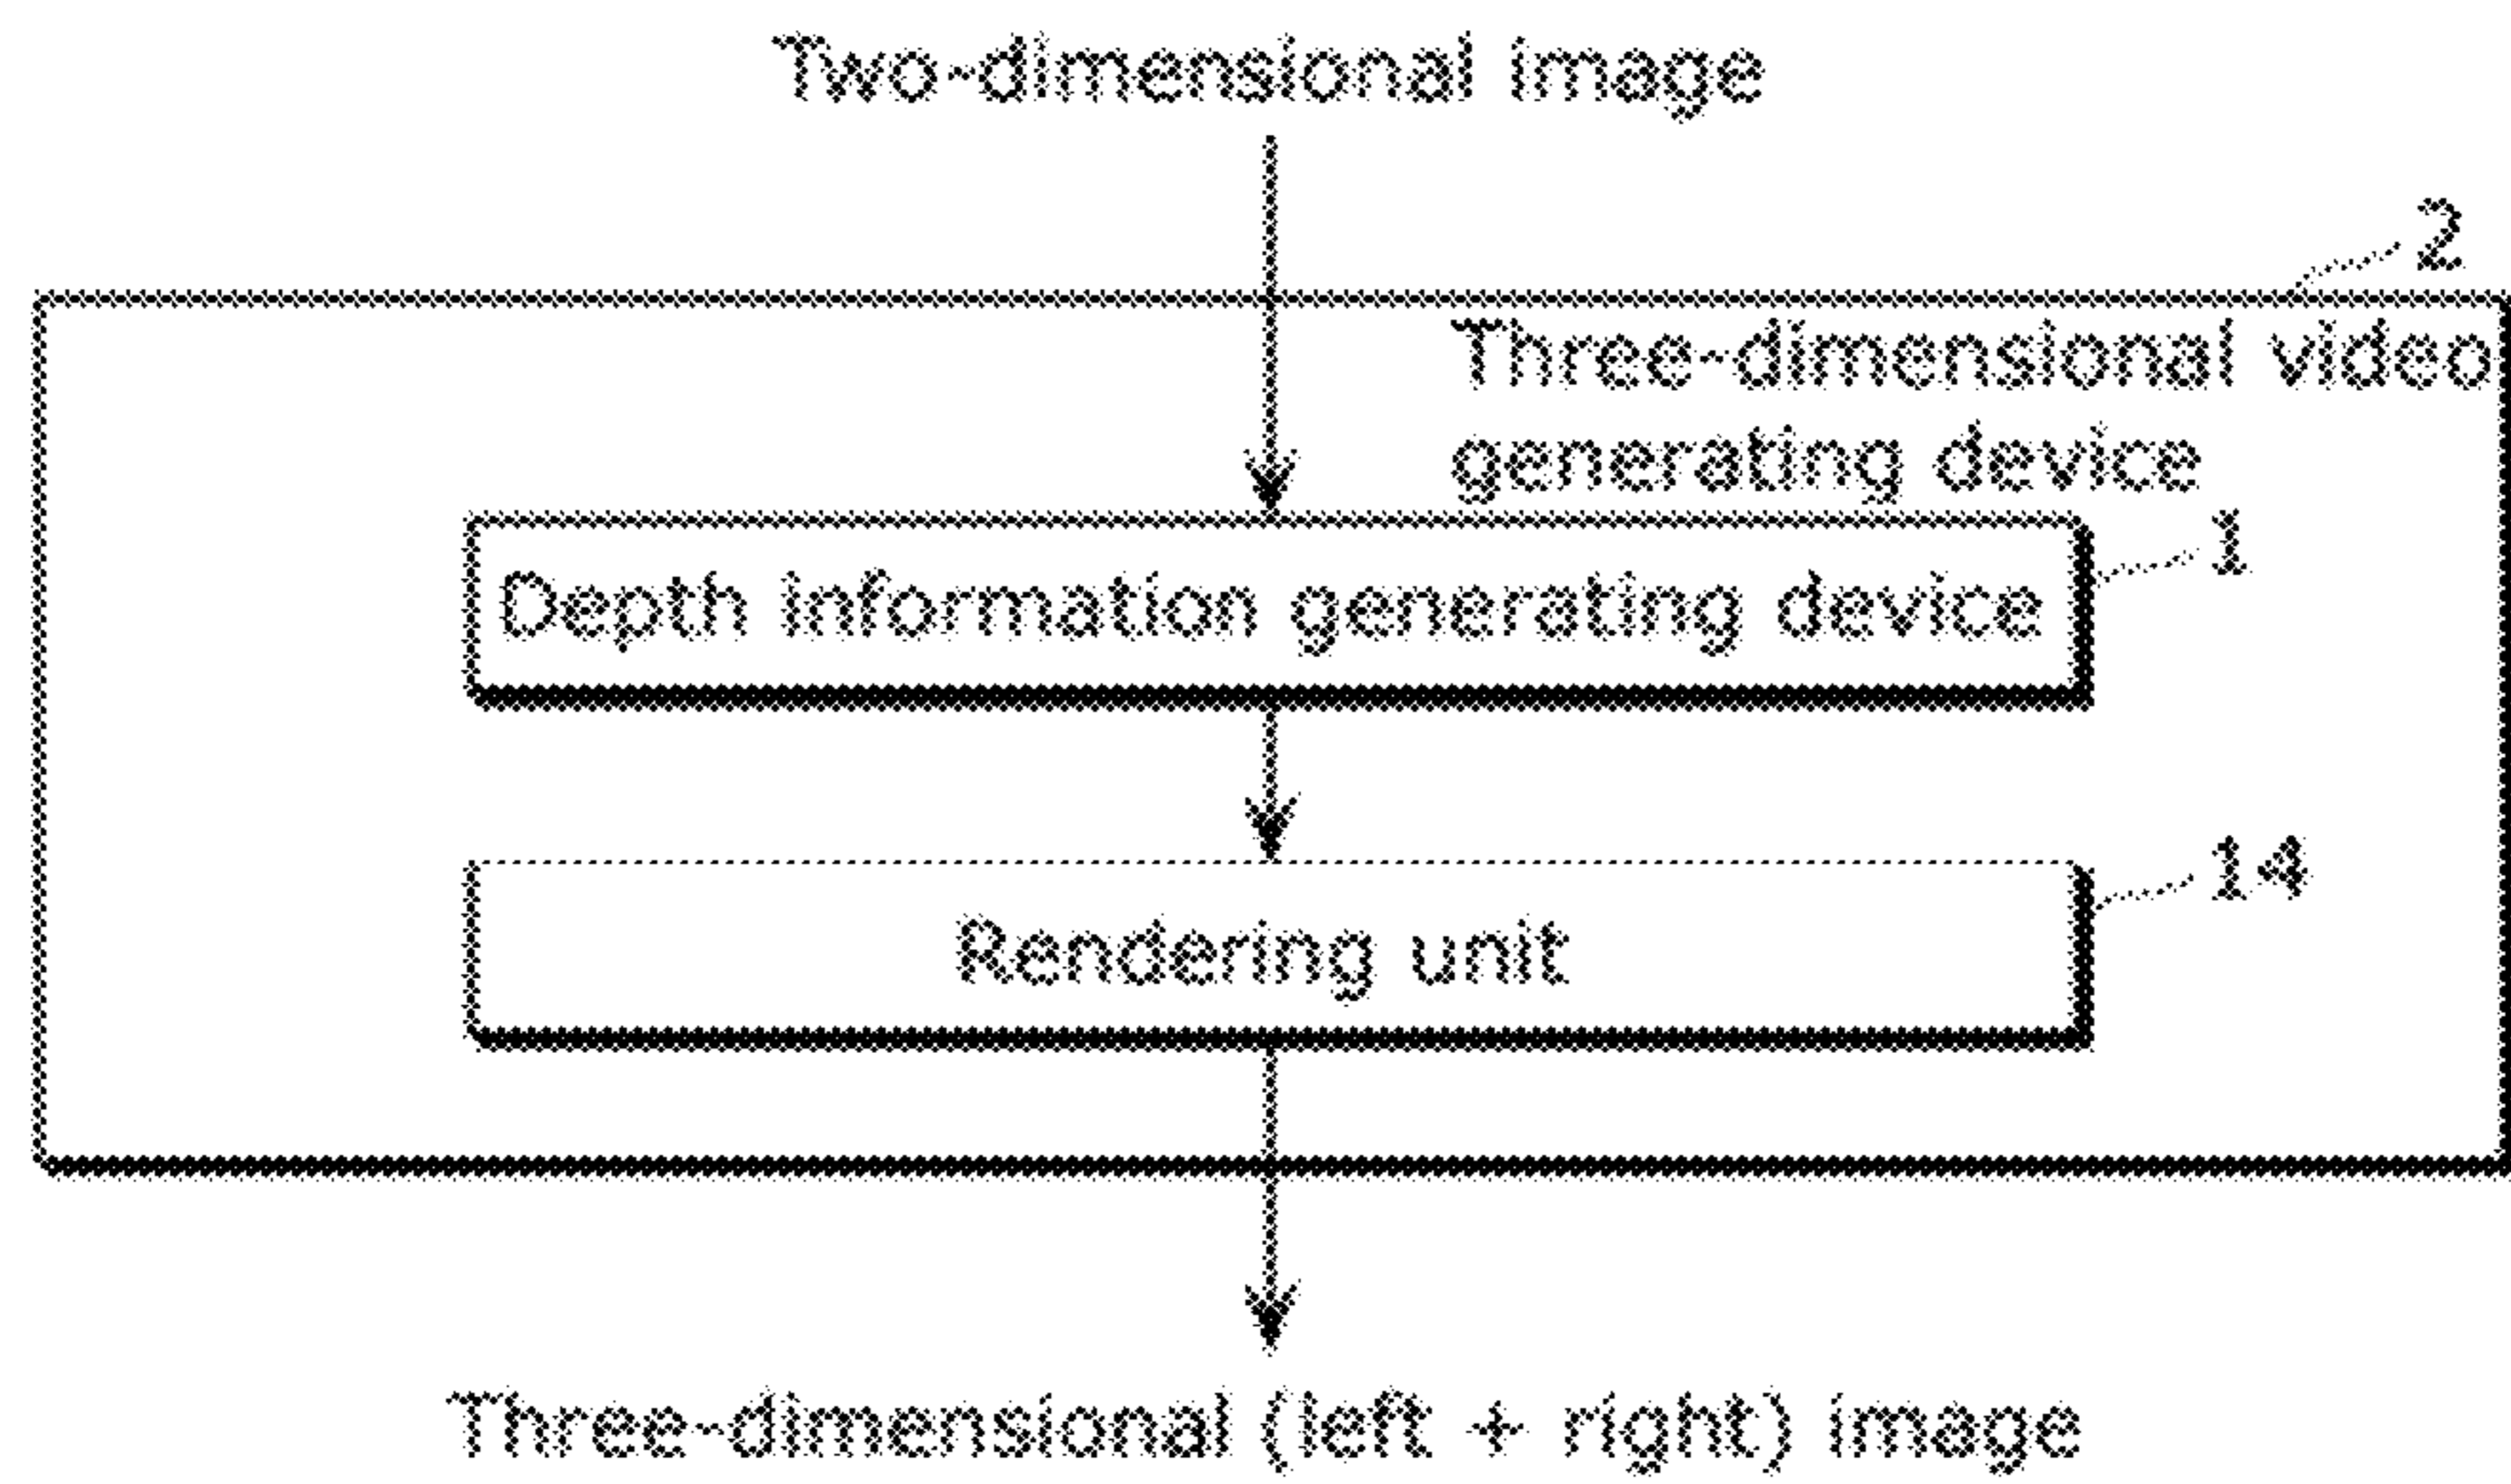 Two-dimensional image
2
Three-dimensional video
generating device
1
Depth information generating device
14
Rendering unit
Three-dimensional (left + right) image